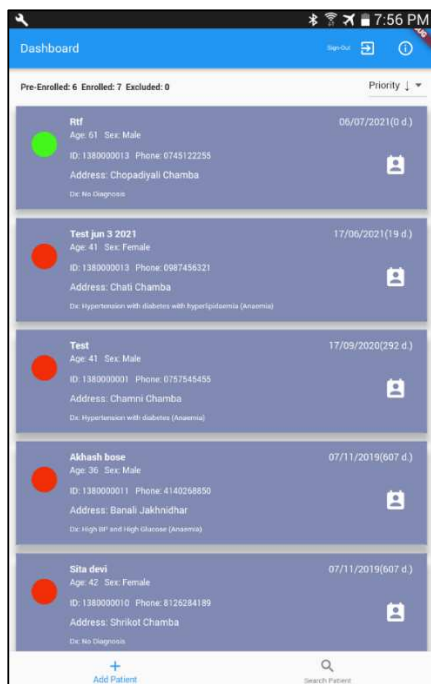 7:56 PM
Dashboard
Sign-Out
Pre-Enrolled: 6 Enrolled: 7 Excluded: 0
Priority ↓
Rtf
06/07/2021(0 d.)
Age: 61 Sex: Male
ID: 1380000013 Phone: 0745122255
Address: Chopadiyali Chamba
Dx: No Diagnosis
Test jun 3 2021
17/06/2021(19 d.)
Age: 41 Sex: Female
ID: 1380000013 Phone: 0987456321
Address: Chati Chamba
Dx: Hypertension with diabetes with hyperlipidaemia (Anaemia)
Test
17/09/2020(292 d.)
Age: 41 Sex: Male
ID: 1380000001 Phone: 0757545455
Address: Chamni Chamba
Dx: Hypertension with diabetes (Anaemia)
Akhash bose
07/11/2019(607 d.)
Age: 36 Sex: Male
ID: 1380000011 Phone: 4140268850
Address: Banali Jakhnidhar
Dx: High BP and High Glucose (Anaemia)
Sita devi
07/11/2019(607 d.)
Age: 42 Sex: Female
ID: 1380000010 Phone: 8126284189
Address: Shrikot Chamba
Dx: No Diagnosis
Add Patient
Search Patient